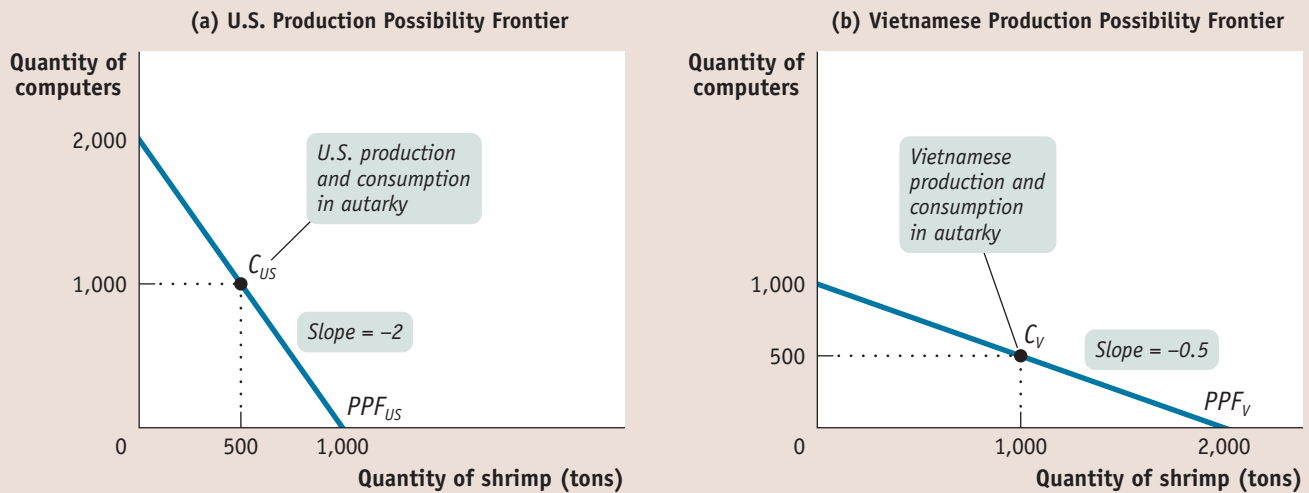 (a) U.S. Production Possibility Frontier
Quantity of
computers
2,000
1,000
0
500
1,000
Quantity of shrimp (tons)
U.S. production
and consumption
in autarky
C_US
Slope = –2
PPF_US
(b) Vietnamese Production Possibility Frontier
Quantity of
computers
1,000
500
0
1,000
2,000
Quantity of shrimp (tons)
Vietnamese
production and
consumption
in autarky
C_V
Slope = –0.5
PPF_V